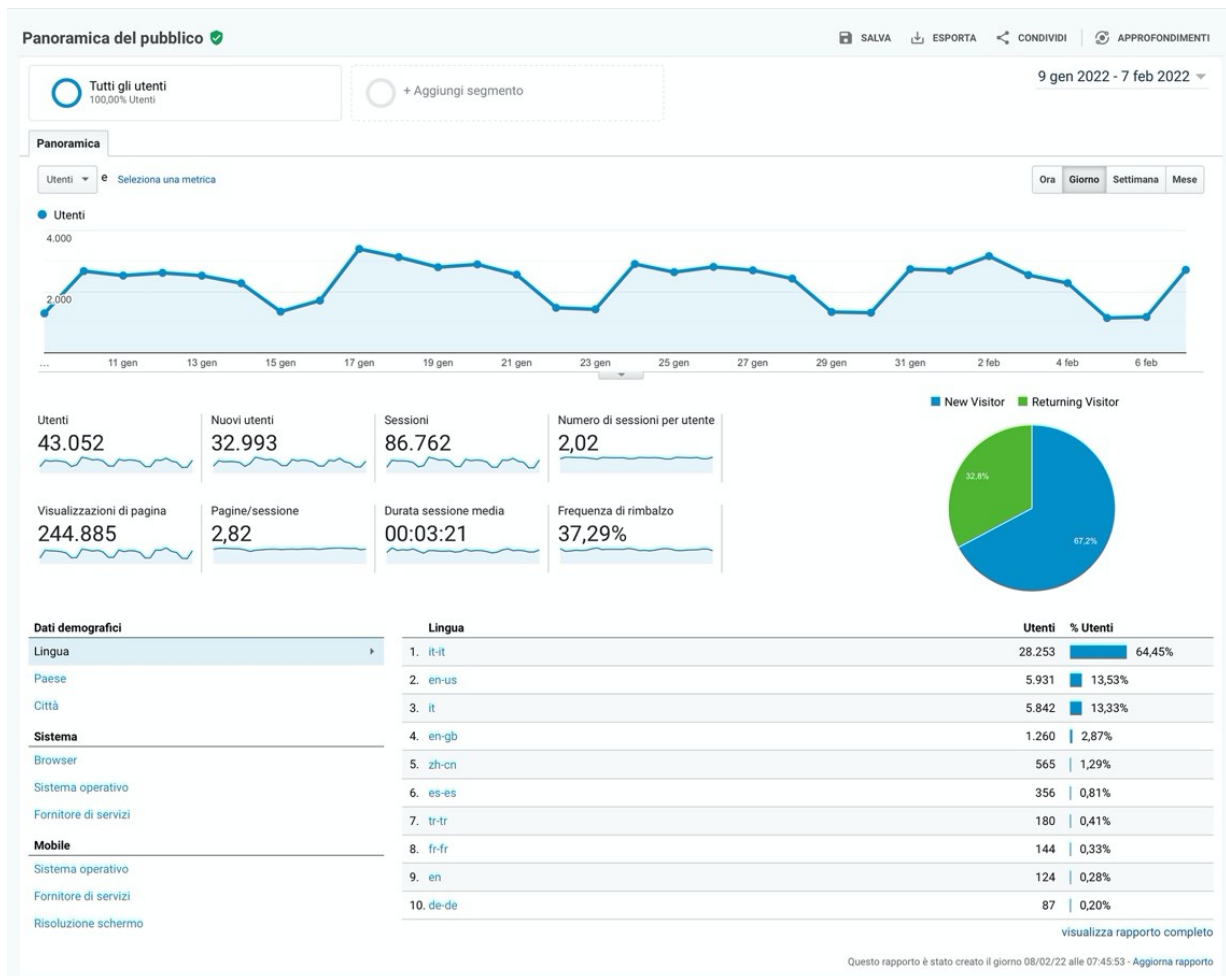 Panoramica del pubblico
SALVA ESPORTA CONDIVIDI APPROFONDIMENTI
Tutti gli utenti
100,00% Utenti
+ Aggiungi segmento
9 gen 2022 - 7 feb 2022
Panoramica
Utenti e Seleziona una metrica
Ora Giorno Settimana Mese
Utenti
4.000
2.000
... 11 gen 13 gen 15 gen 17 gen 19 gen 21 gen 23 gen 25 gen 27 gen 29 gen 31 gen 2 feb 4 feb 6 feb
New Visitor Returning Visitor
Utenti Nuovi utenti Sessioni Numero di sessioni per utente
43.052 32.993 86.762 2,02
32,8%
Visualizzazioni di pagina Pagine/sessione Durata sessione media Frequenza di rimbalzo
244.885 2,82 00:03:21 37,29%
67,2%
Dati demografici
Lingua
Paese
Città
Sistema
Browser
Sistema operativo
Fornitore di servizi
Mobile
Sistema operativo
Fornitore di servizi
Risoluzione schermo
Lingua Utenti % Utenti
1. it-it 28.253 64,45%
2. en-us 5.931 13,53%
3. it 5.842 13,33%
4. en-gb 1.260 2,87%
5. zh-cn 565 1,29%
6. es-es 356 0,81%
7. tr-tr 180 0,41%
8. fr-fr 144 0,33%
9. en 124 0,28%
10. de-de 87 0,20%
visualizza rapporto completo
Questo rapporto è stato creato il giorno 08/02/22 alle 07:45:53 - Aggiorna rapporto